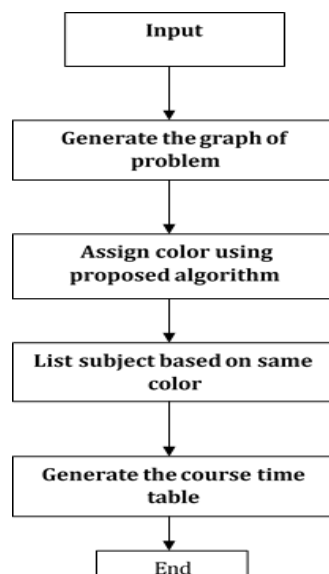 Input
Generate the graph of
problem
Assign color using
proposed algorithm
List subject based on same
color
Generate the course time
table
End